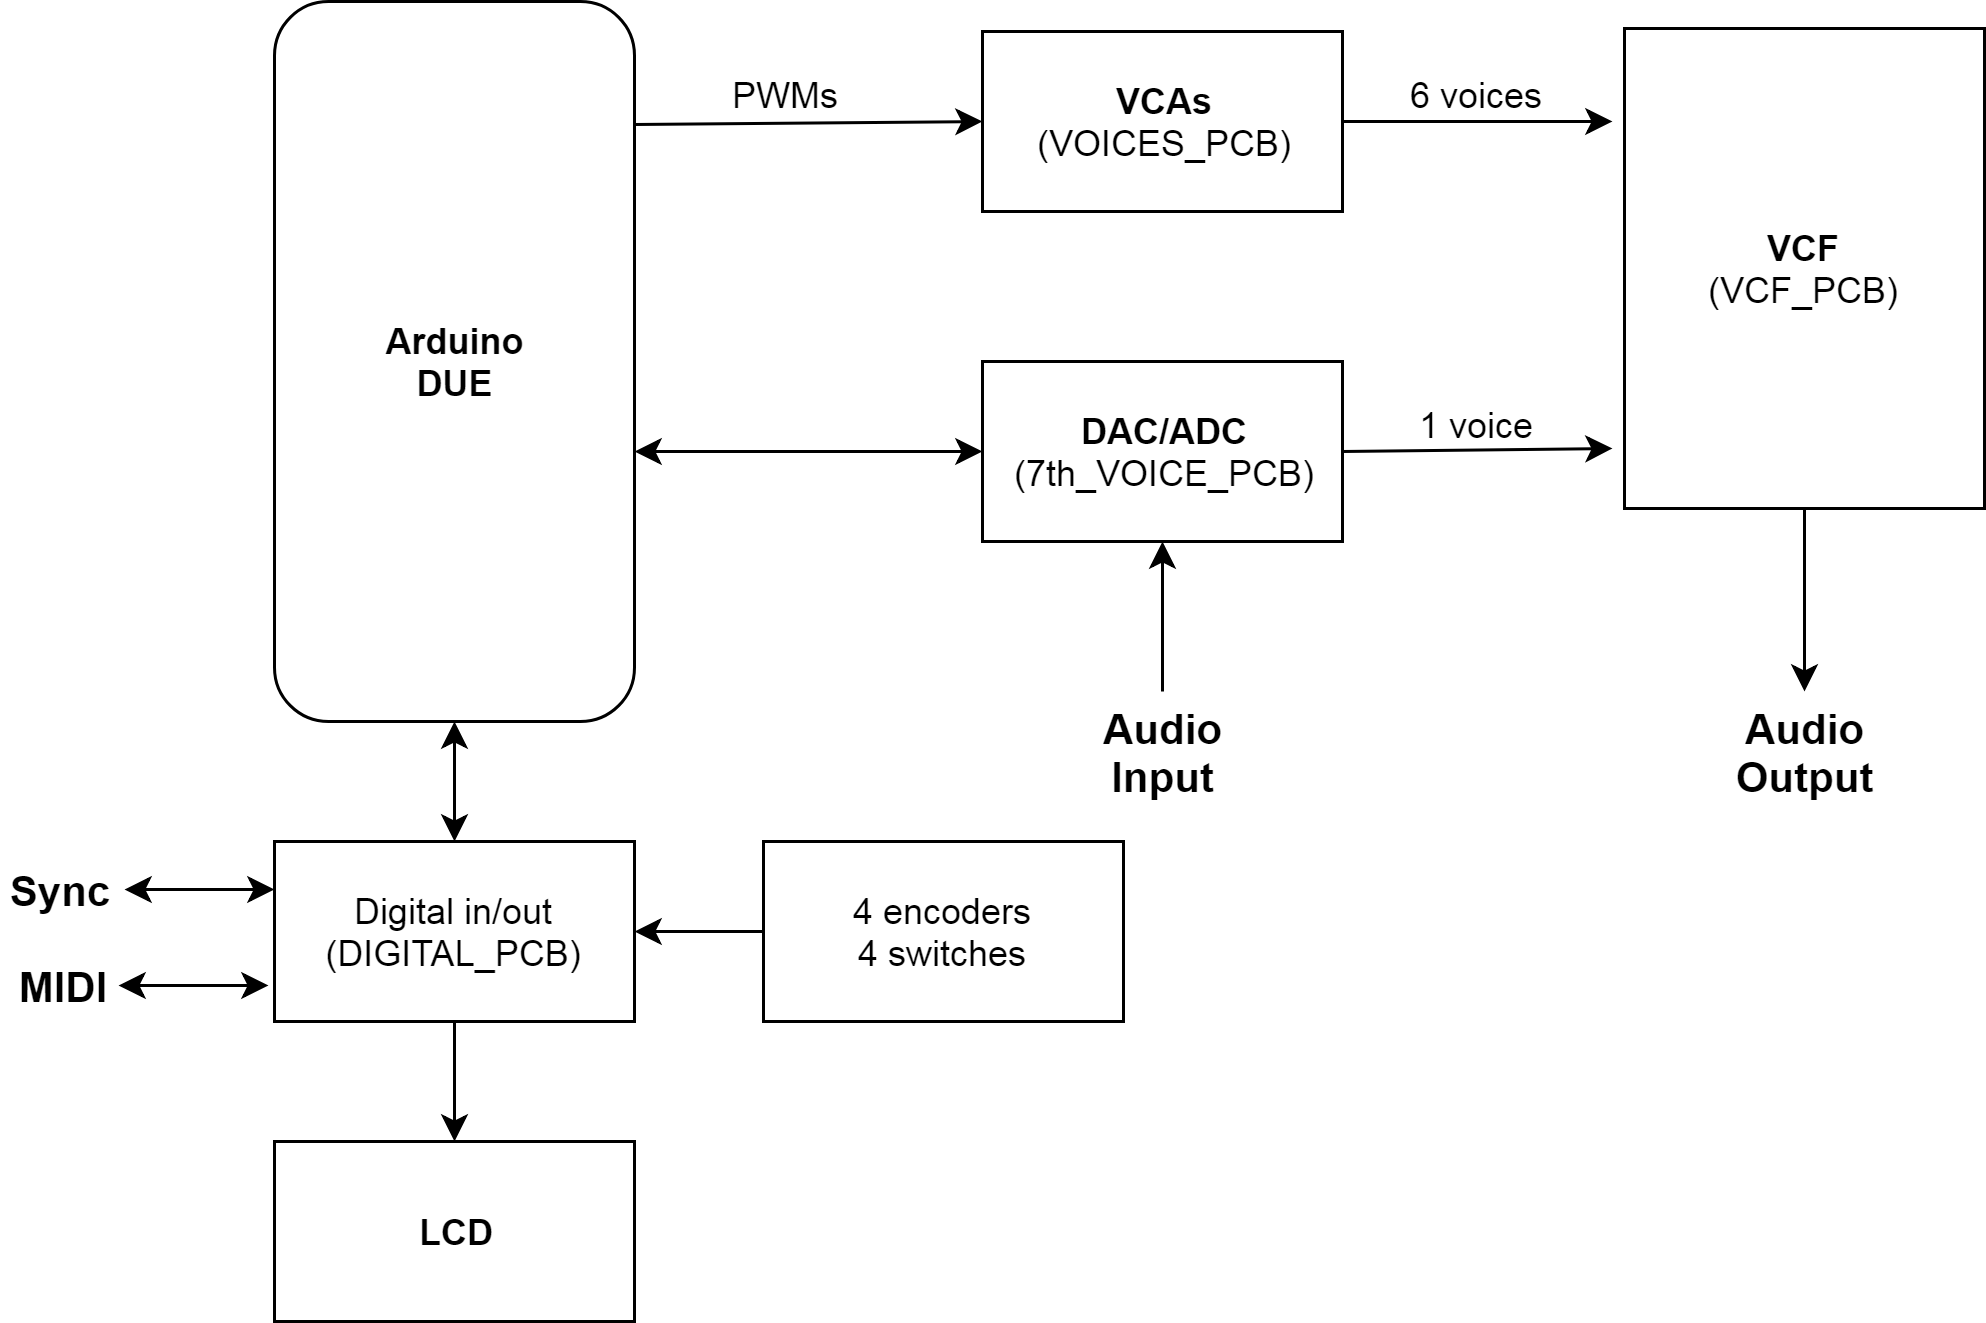 PWMs
VCAs
(VOICES_PCB)
6 voices
VCF
(VCF_PCB)
Arduino
DUE
DAC/ADC
(7th_VOICE_PCB)
1 voice
Audio
Input
Audio
Output
Sync
MIDI
Digital in/out
(DIGITAL_PCB)
4 encoders
4 switches
LCD